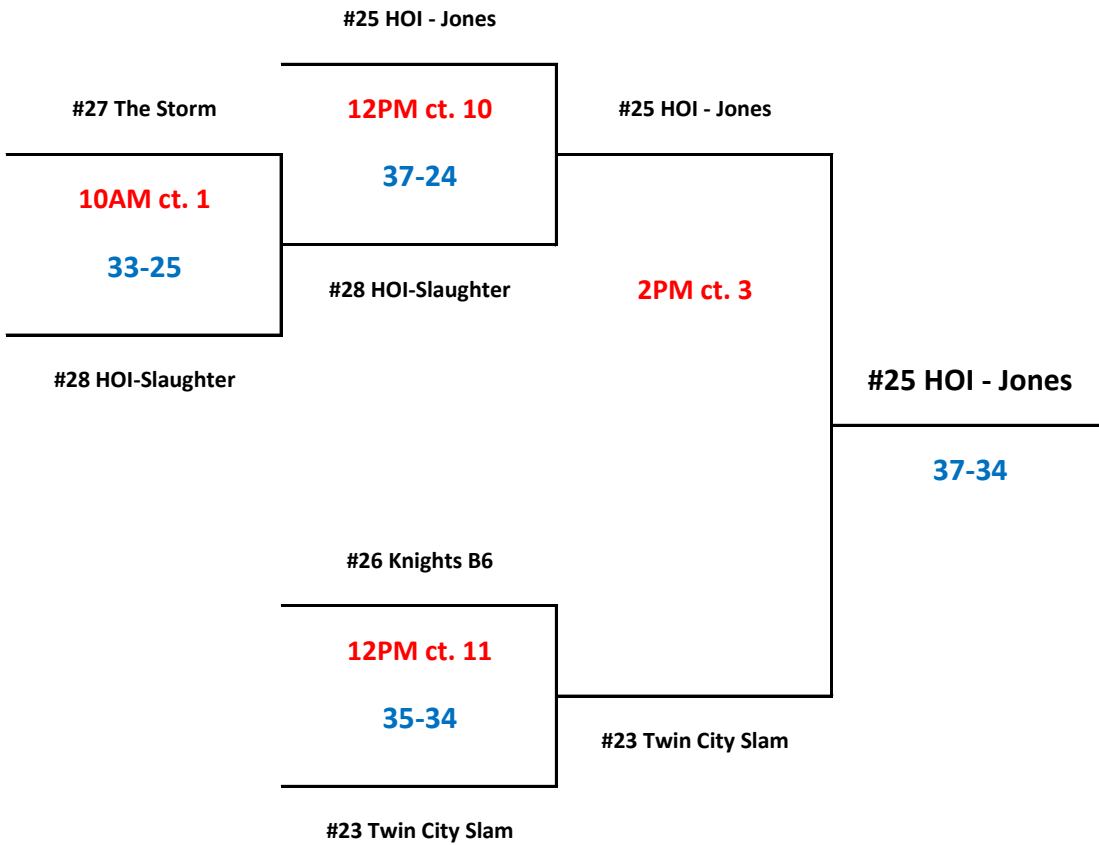 #25 HOI - Jones
#27 The Storm
12PM ct. 10
#25 HOI - Jones
37-24
10AM ct. 1
33-25
#28 HOI-Slaughter
2PM ct. 3
#28 HOI-Slaughter
#25 HOI - Jones
37-34
#26 Knights B6
12PM ct. 11
35-34
#23 Twin City Slam
#23 Twin City Slam